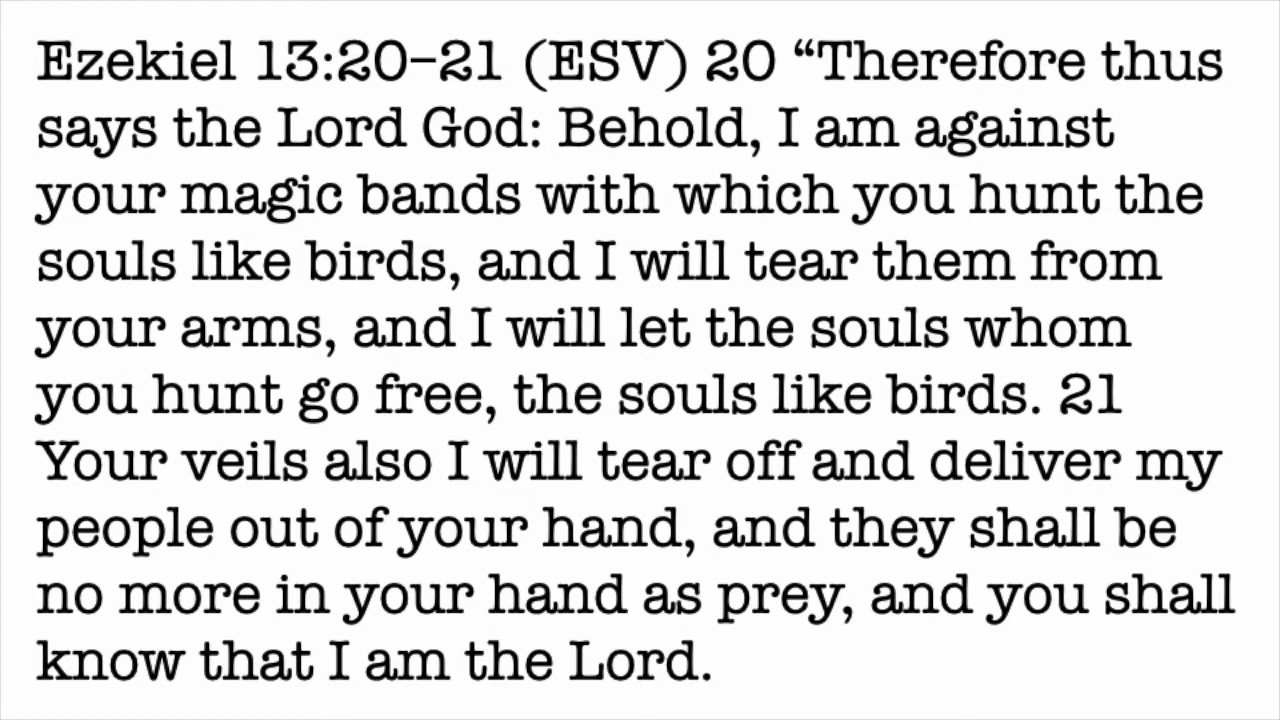 Ezekiel 13:20–21 (ESV) 20 “Therefore thus
says the Lord God: Behold, I am against
your magic bands with which you hunt the
souls like birds, and I will tear them from
your arms, and I will let the souls whom
you hunt go free, the souls like birds. 21
Your veils also I will tear off and deliver my
people out of your hand, and they shall be
no more in your hand as prey, and you shall
know that I am the Lord.